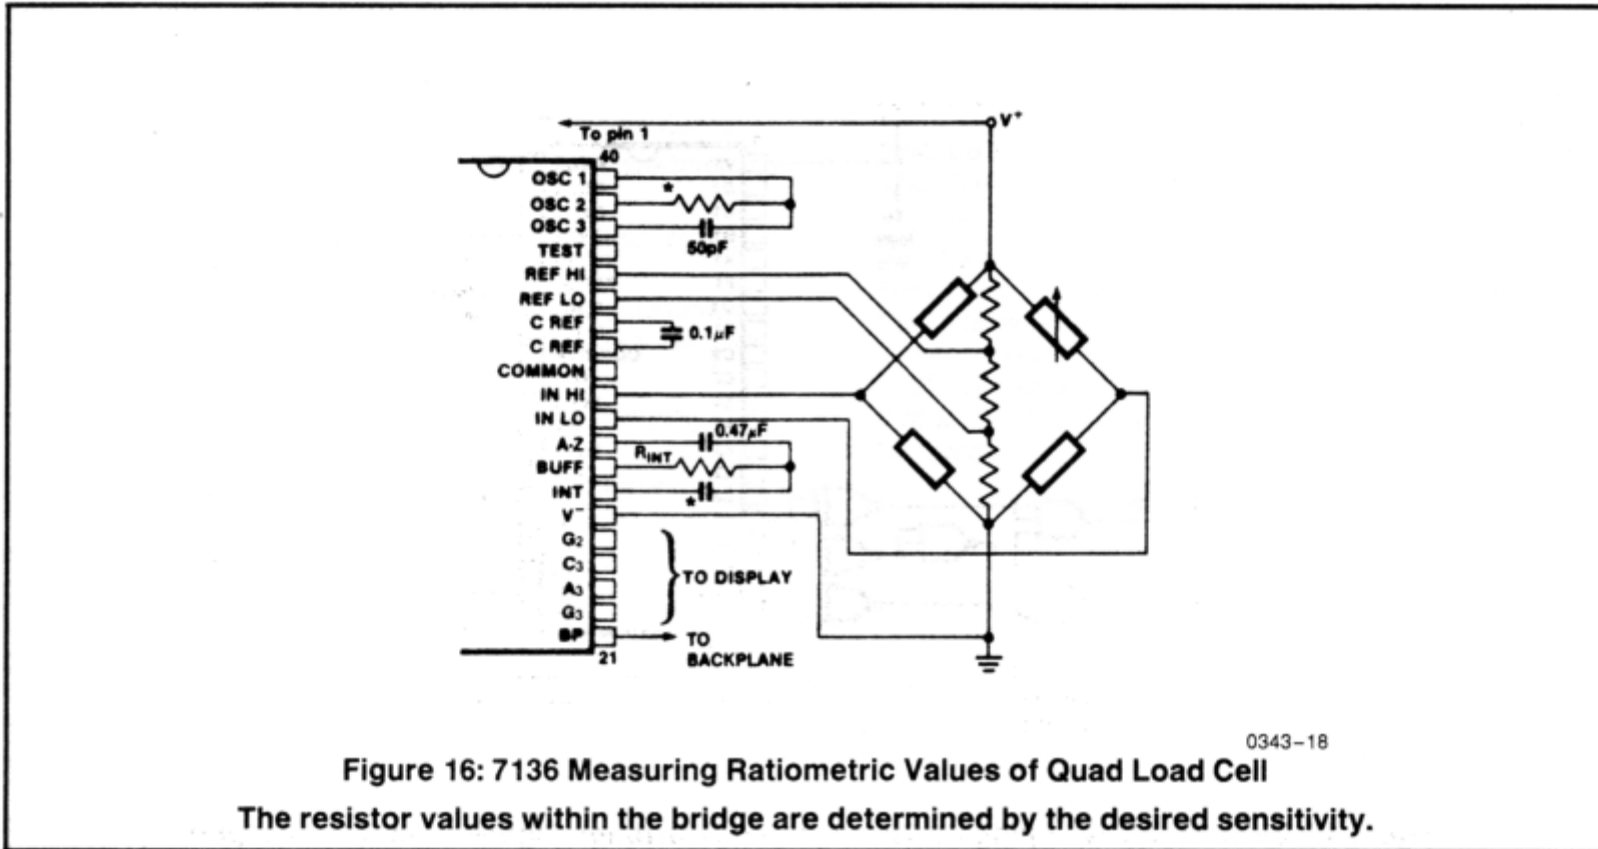 V+
To pin 1
40
OSC 1
*
OSC 2
OSC 3
50pF
TEST
REF HI
REF LO
C REF
0.1µF
C REF
COMMON
IN HI
IN LO
0.47µF
A-Z
RINT
BUFF
INT
*
V−
G2
C3
TO DISPLAY
A3
G3
BP
TO
BACKPLANE
21
0343–18
Figure 16: 7136 Measuring Ratiometric Values of Quad Load Cell
The resistor values within the bridge are determined by the desired sensitivity.